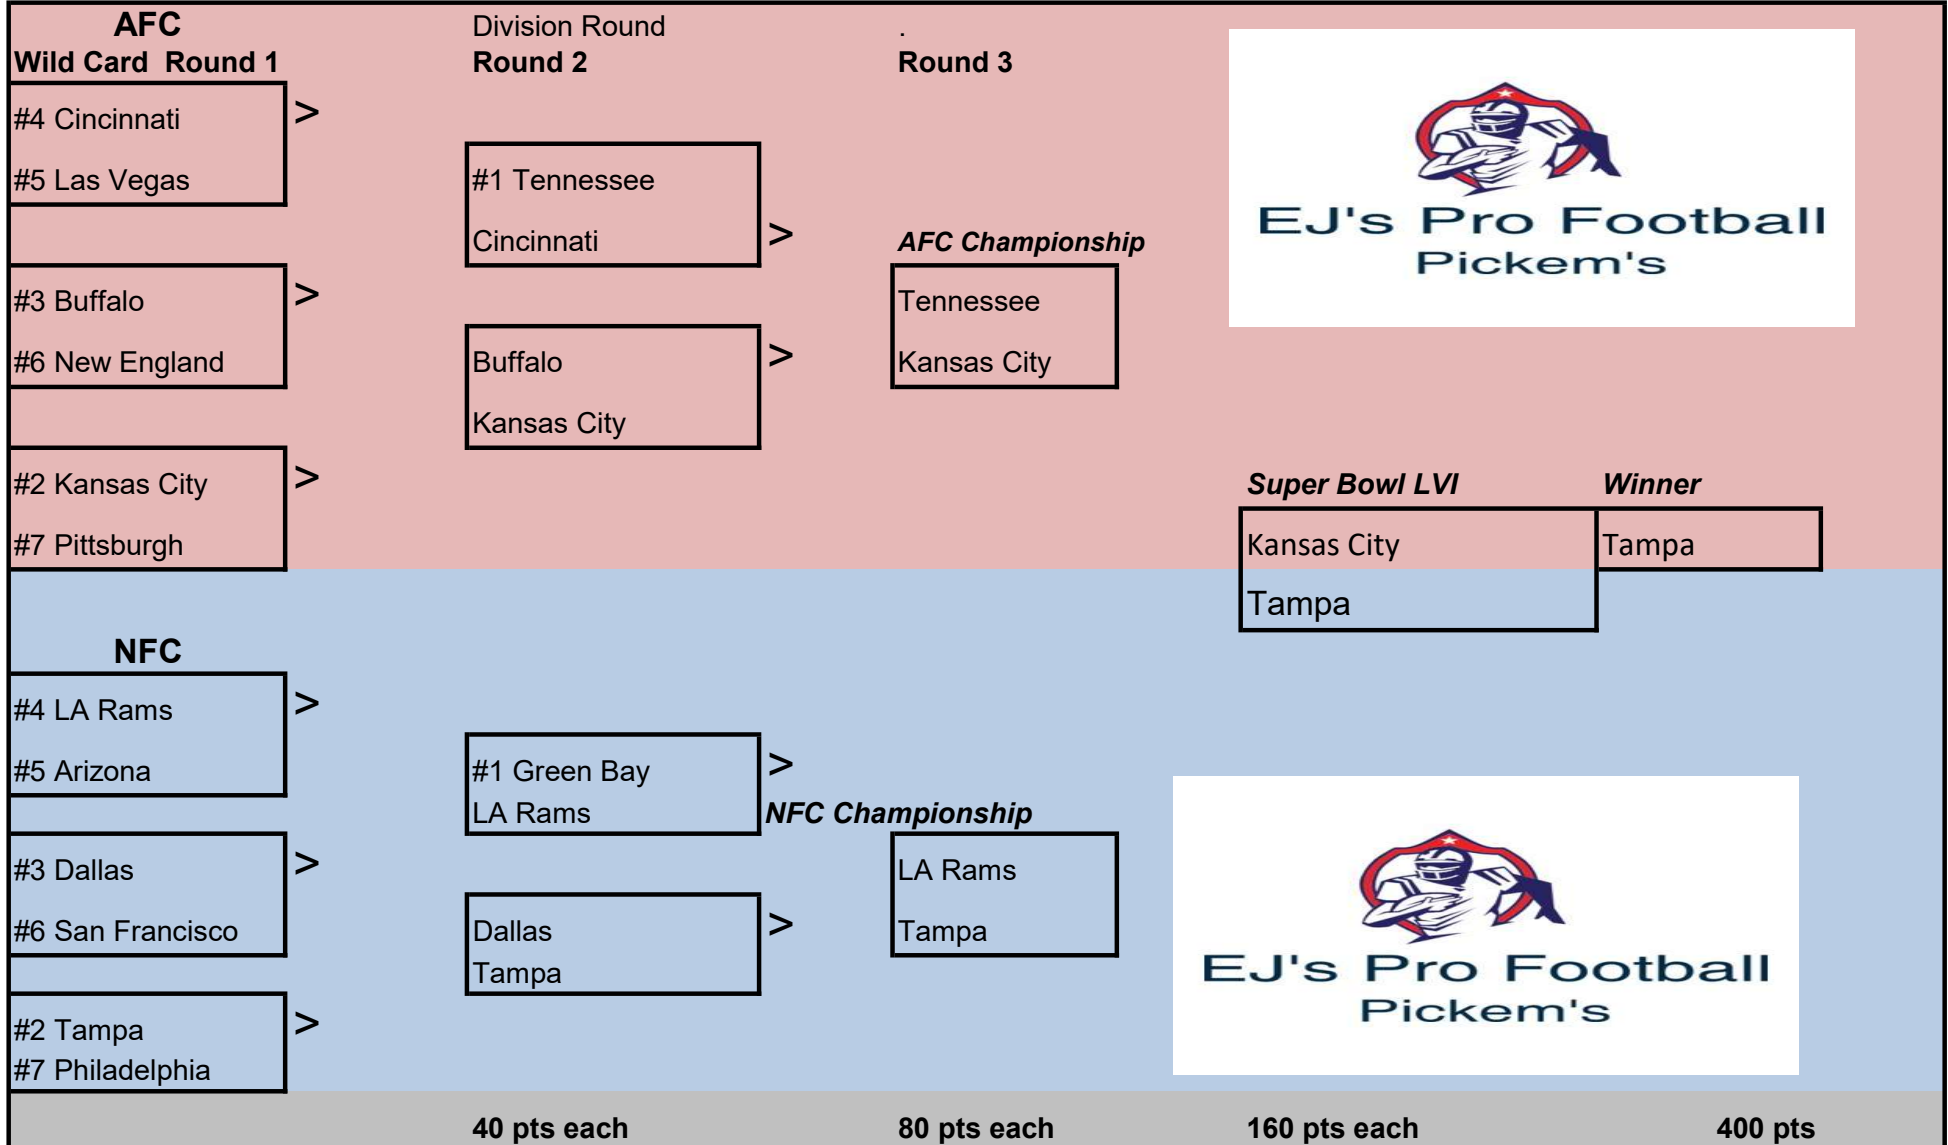 AFC Division Round .
Wild Card Round 1 Round 2 Round 3
#4 Cincinnati >
#5 Las Vegas #1 Tennessee
Cincinnati > AFC Championship
EJ's Pro Football
Pickem's
#3 Buffalo > Tennessee
#6 New England Buffalo > Kansas City
Kansas City
#2 Kansas City > Super Bowl LVI Winner
#7 Pittsburgh Kansas City Tampa
Tampa
NFC
#4 LA Rams >
#5 Arizona #1 Green Bay >
LA Rams NFC Championship
#3 Dallas > LA Rams
#6 San Francisco Dallas > Tampa
Tampa
EJ's Pro Football
Pickem's
#2 Tampa >
#7 Philadelphia
40 pts each 80 pts each 160 pts each 400 pts